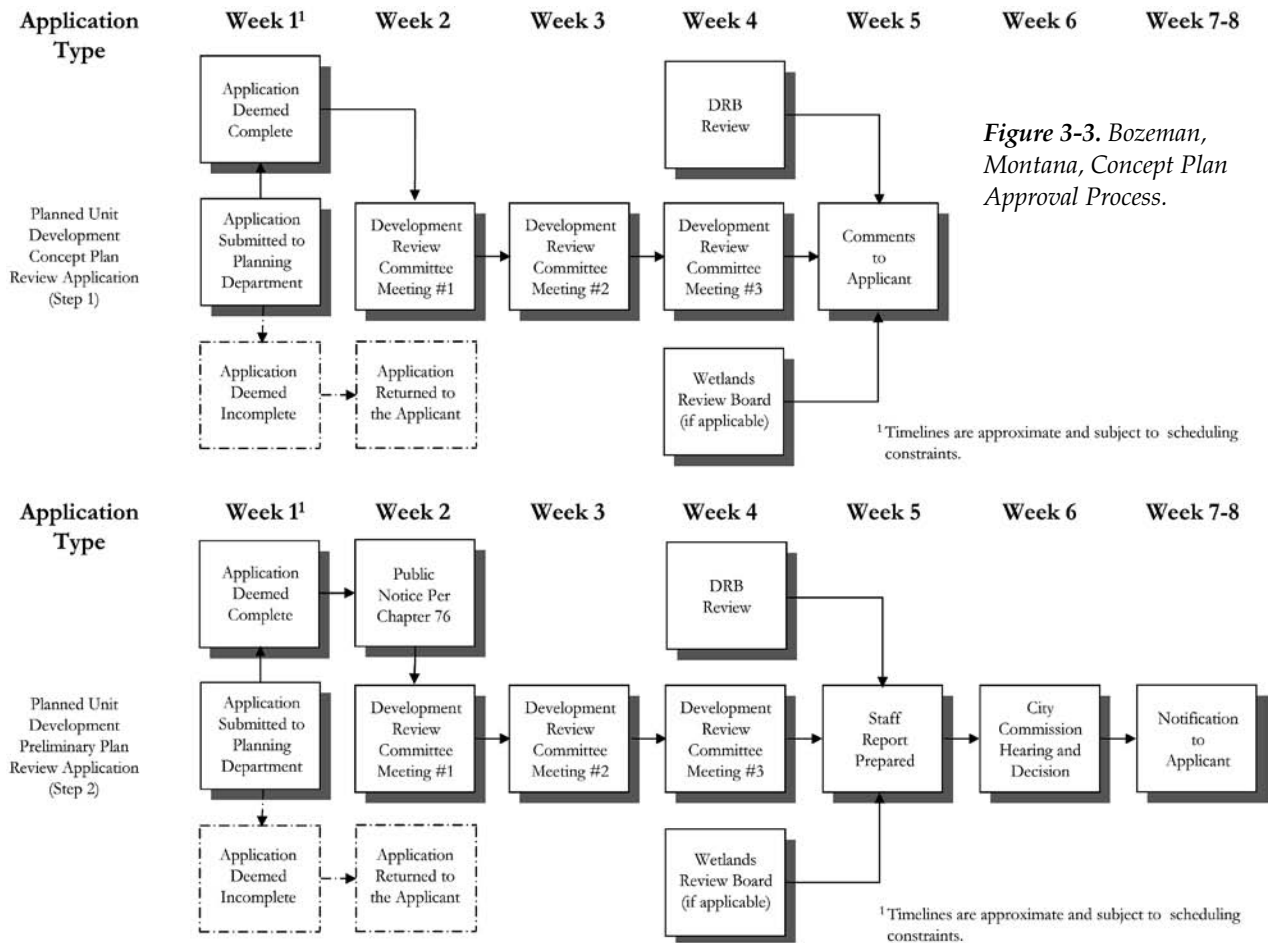 Application
Type
Week 1¹
Week 2
Week 3
Week 4
Week 5
Week 6
Week 7-8
Application
Deemed
Complete
DRB
Review
Figure 3-3. Bozeman,
Montana, Concept Plan
Approval Process.
Planned Unit
Development
Concept Plan
Review Application
(Step 1)
Application
Submitted to
Planning
Department
Development
Review
Committee
Meeting #1
Development
Review
Committee
Meeting #2
Development
Review
Committee
Meeting #3
Comments
to
Applicant
Application
Deemed
Incomplete
Application
Returned to
the Applicant
Wetlands
Review Board
(if applicable)
¹ Timelines are approximate and subject to scheduling
constraints.
Application
Type
Week 1¹
Week 2
Week 3
Week 4
Week 5
Week 6
Week 7-8
Application
Deemed
Complete
Public
Notice Per
Chapter 76
DRB
Review
Planned Unit
Development
Preliminary Plan
Review Application
(Step 2)
Application
Submitted to
Planning
Department
Development
Review
Committee
Meeting #1
Development
Review
Committee
Meeting #2
Development
Review
Committee
Meeting #3
Staff
Report
Prepared
City
Commission
Hearing and
Decision
Notification
to
Applicant
Application
Deemed
Incomplete
Application
Returned to
the Applicant
Wetlands
Review Board
(if applicable)
¹ Timelines are approximate and subject to scheduling
constraints.